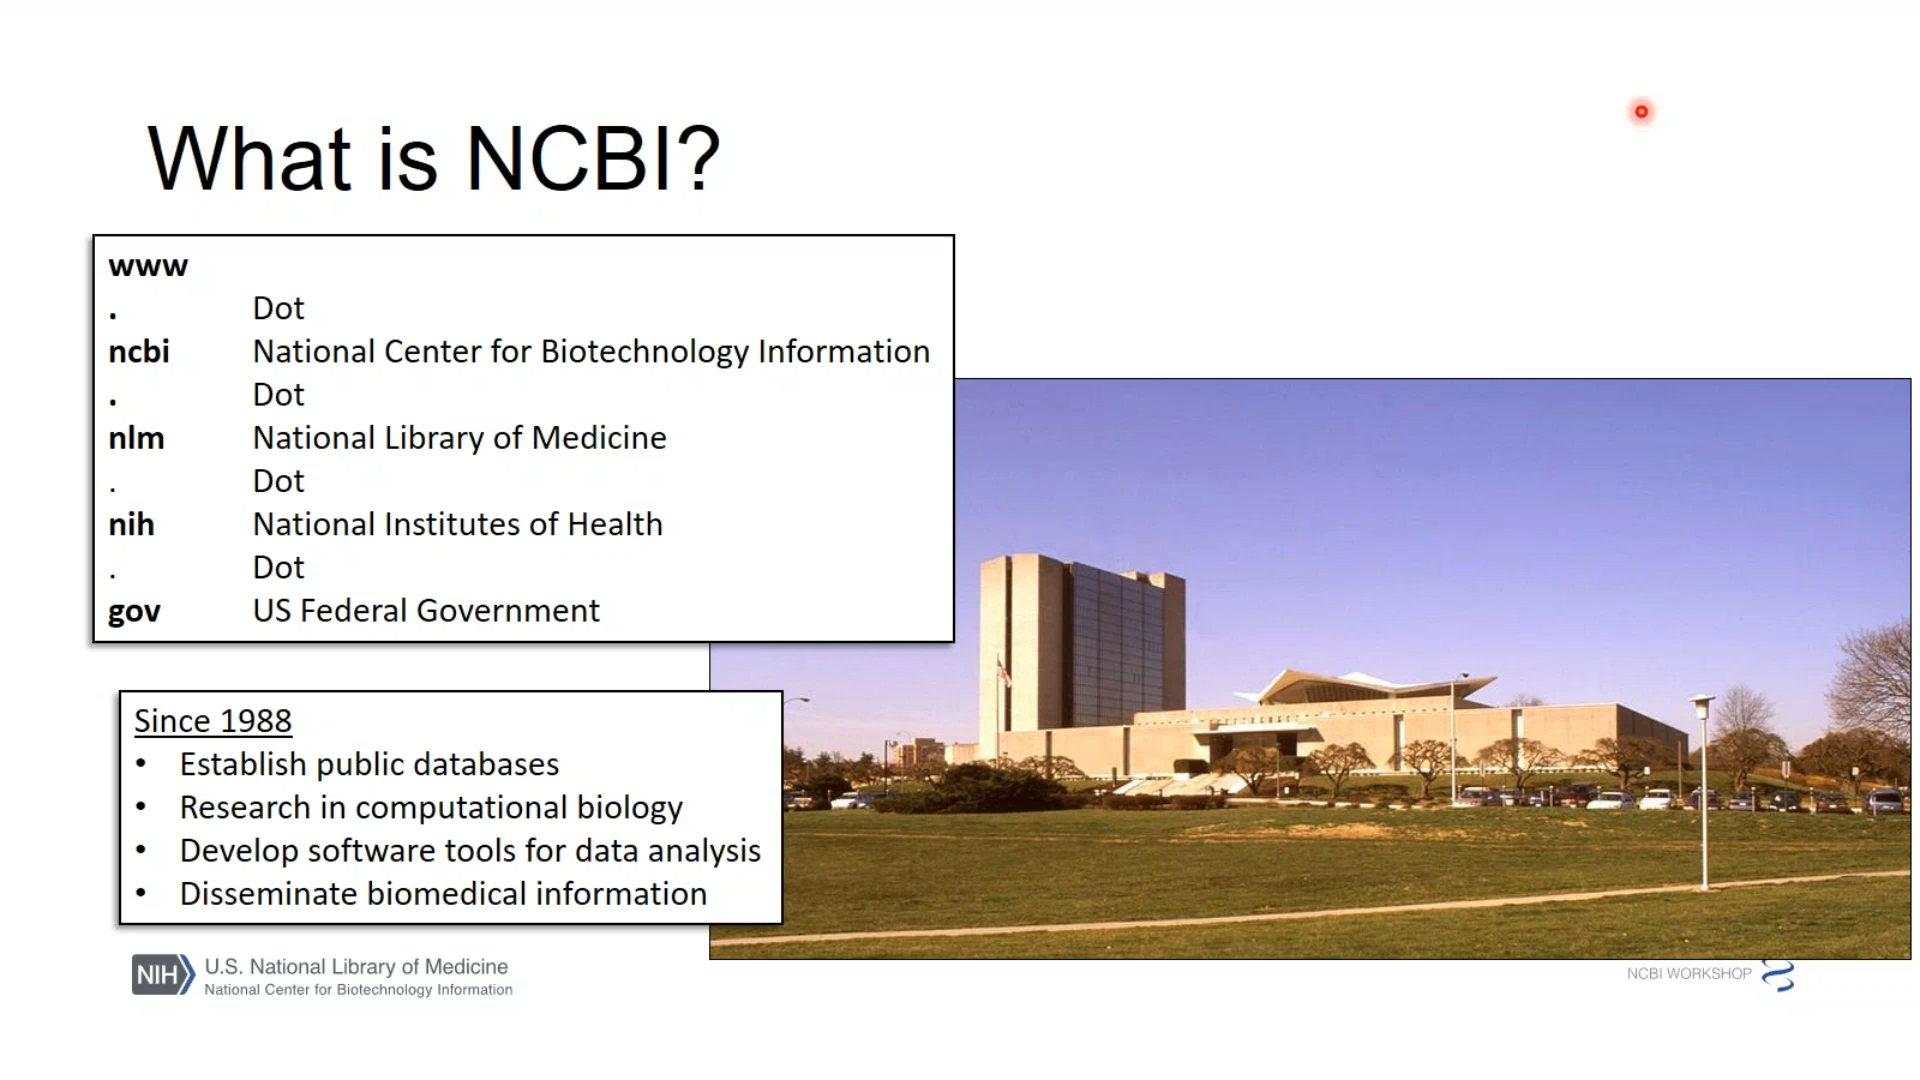 What is NCBI?
www
. Dot
ncbi National Center for Biotechnology Information
. Dot
nlm National Library of Medicine
. Dot
nih National Institutes of Health
. Dot
gov US Federal Government
Since 1988
• Establish public databases
• Research in computational biology
• Develop software tools for data analysis
• Disseminate biomedical information
NIH U.S. National Library of Medicine
National Center for Biotechnology Information
NCBI WORKSHOP